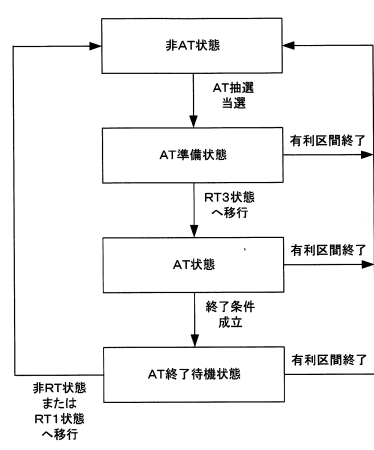 非AT状態
AT抽選
当選
AT準備状態
有利区間終了
RT3状態
へ移行
AT状態
有利区間終了
終了条件
成立
AT終了待機状態
有利区間終了
非RT状態
または
RT1状態
へ移行